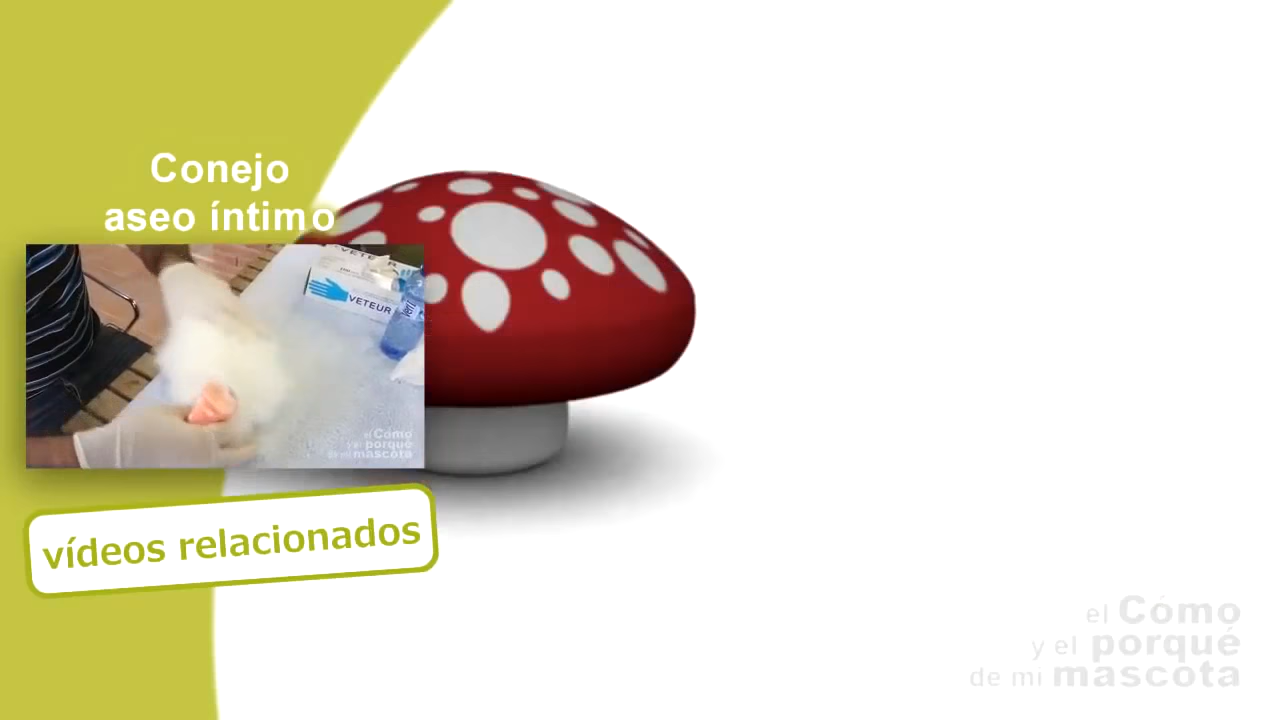 Conejo
aseo íntimo
VETEUR
VETEUR
el Cómo
y el porqué
de mi mascota
vídeos relacionados
el Cómo
y el porqué
de mi mascota